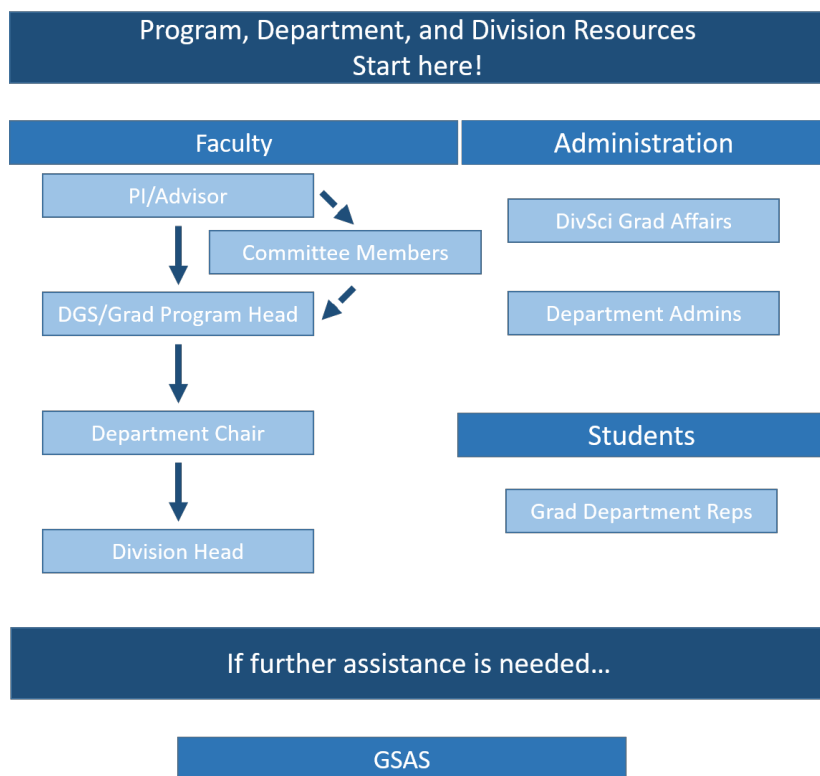 Program, Department, and Division Resources
Start here!
Faculty
Administration
PI/Advisor
DivSci Grad Affairs
Committee Members
DGS/Grad Program Head
Department Admins
Department Chair
Students
Grad Department Reps
Division Head
If further assistance is needed...
GSAS